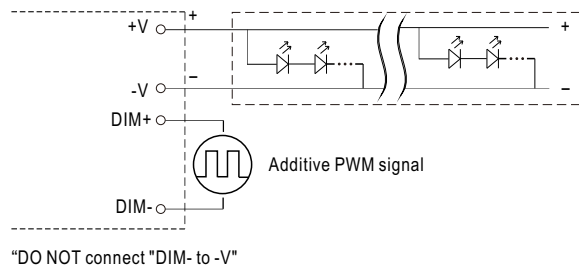 +V
+
+
-V
−
−
DIM+
Additive PWM signal
DIM-
“DO NOT connect "DIM- to -V"